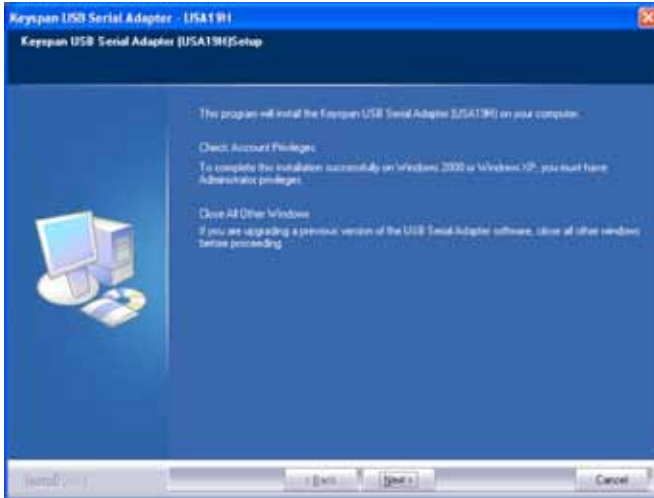 Keyspan USB Serial Adapter - USA19H
Keyspan USB Serial Adapter (USA19H)Setup
This program will install the Keyspan USB Serial Adapter (USA19H) on your computer.
Check Account Privileges
To complete this installation successfully on Windows 2000 or Windows XP, you must have
Administrator privileges.
Close All Other Windows
If you are upgrading a previous version of the USB Serial Adapter software, close all other windows
before proceeding.
< Back
Next >
Cancel